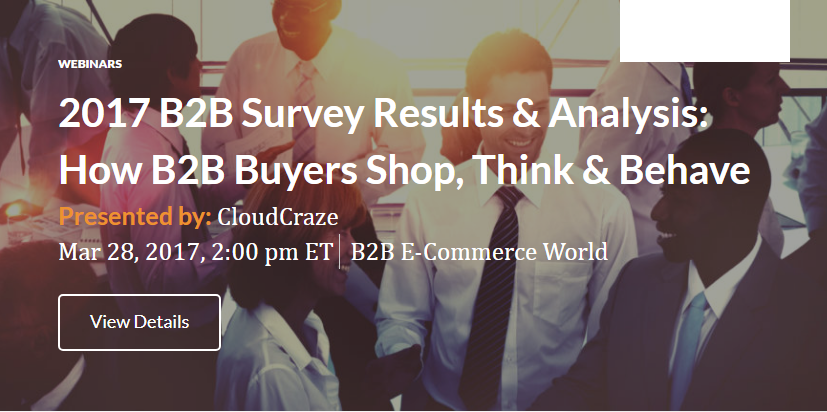 WEBINARS
2017 B2B Survey Results & Analysis:
How B2B Buyers Shop, Think & Behave
Presented by: CloudCraze
Mar 28, 2017, 2:00 pm ET | B2B E-Commerce World
View Details